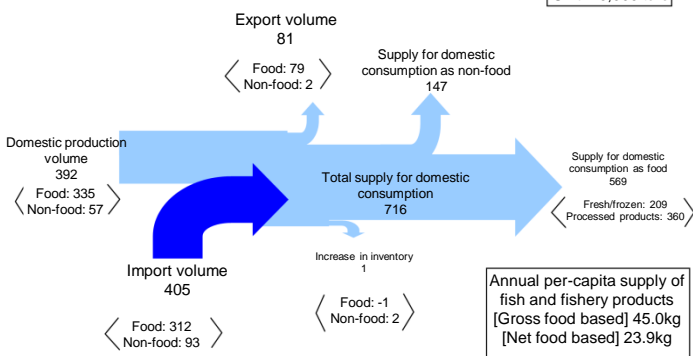 Export volume
81
Food: 79
Non-food: 2
Supply for domestic
consumption as non-food
147
Domestic production
volume
392
Food: 335
Non-food: 57
Total supply for domestic
consumption
716
Supply for domestic
consumption as food
569
Fresh/frozen: 209
Processed products: 360
Import volume
405
Food: 312
Non-food: 93
Increase in inventory
1
Food: -1
Non-food: 2
Annual per-capita supply of
fish and fishery products
[Gross food based] 45.0kg
[Net food based] 23.9kg